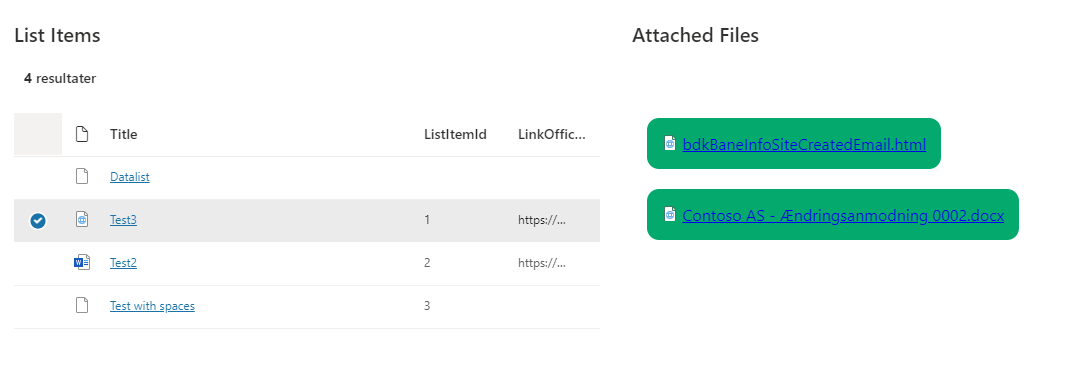 List Items
4 resultater
Title ListItemId LinkOffic...
Datalist
Test3 1 https://...
Test2 2 https://...
Test with spaces 3
Attached Files
bdkBaneInfoSiteCreatedEmail.html
Contoso AS - Ændringsanmodning 0002.docx